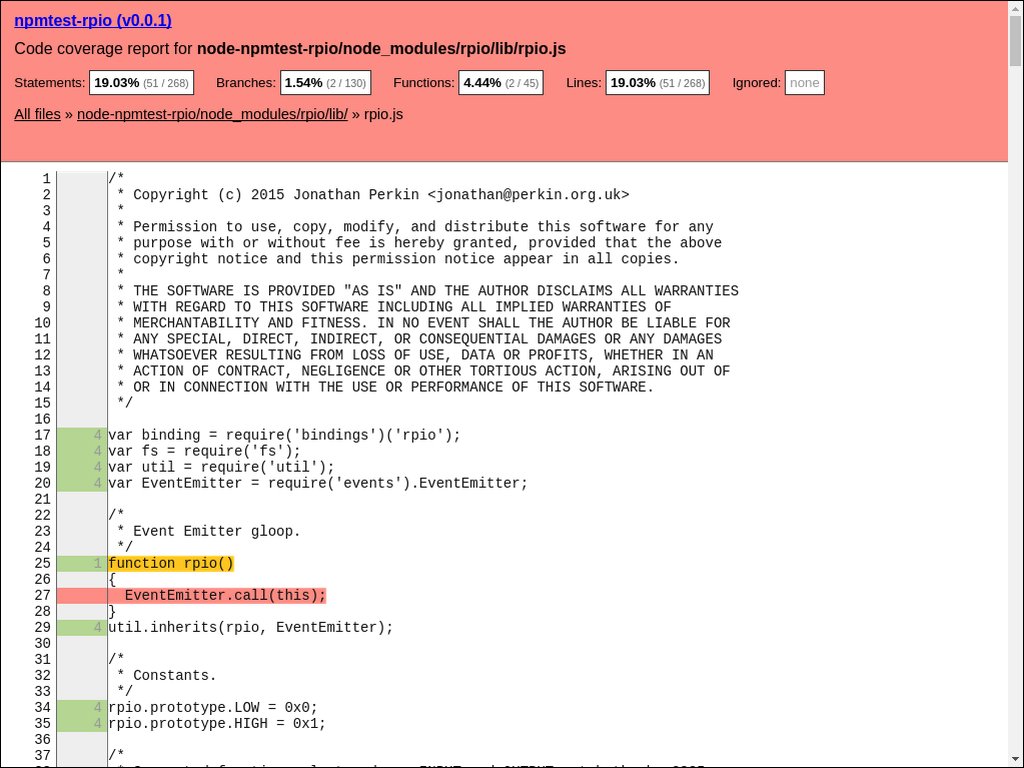 npmtest-rpio (v0.0.1)
Code coverage report for node-npmtest-rpio/node_modules/rpio/lib/rpio.js
Statements: 19.03% (51 / 268) Branches: 1.54% (2 / 130) Functions: 4.44% (2 / 45) Lines: 19.03% (51 / 268) Ignored: none
All files » node-npmtest-rpio/node_modules/rpio/lib/ » rpio.js
1 /*
2  * Copyright (c) 2015 Jonathan Perkin <jonathan@perkin.org.uk>
3  *
4  * Permission to use, copy, modify, and distribute this software for any
5  * purpose with or without fee is hereby granted, provided that the above
6  * copyright notice and this permission notice appear in all copies.
7  *
8  * THE SOFTWARE IS PROVIDED "AS IS" AND THE AUTHOR DISCLAIMS ALL WARRANTIES
9  * WITH REGARD TO THIS SOFTWARE INCLUDING ALL IMPLIED WARRANTIES OF
10  * MERCHANTABILITY AND FITNESS. IN NO EVENT SHALL THE AUTHOR BE LIABLE FOR
11  * ANY SPECIAL, DIRECT, INDIRECT, OR CONSEQUENTIAL DAMAGES OR ANY DAMAGES
12  * WHATSOEVER RESULTING FROM LOSS OF USE, DATA OR PROFITS, WHETHER IN AN
13  * ACTION OF CONTRACT, NEGLIGENCE OR OTHER TORTIOUS ACTION, ARISING OUT OF
14  * OR IN CONNECTION WITH THE USE OR PERFORMANCE OF THIS SOFTWARE.
15  */
16
17 4 var binding = require('bindings')('rpio');
18 4 var fs = require('fs');
19 4 var util = require('util');
20 4 var EventEmitter = require('events').EventEmitter;
21
22 /*
23  * Event Emitter gloop.
24  */
25 1 function rpio()
26 {
27   EventEmitter.call(this);
28 }
29 4 util.inherits(rpio, EventEmitter);
30
31 /*
32  * Constants.
33  */
34 4 rpio.prototype.LOW = 0x0;
35 4 rpio.prototype.HIGH = 0x1;
36
37 /*